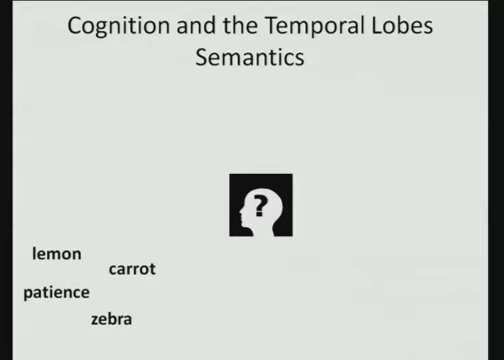 Cognition and the Temporal Lobes
Semantics
?
lemon
carrot
patience
zebra